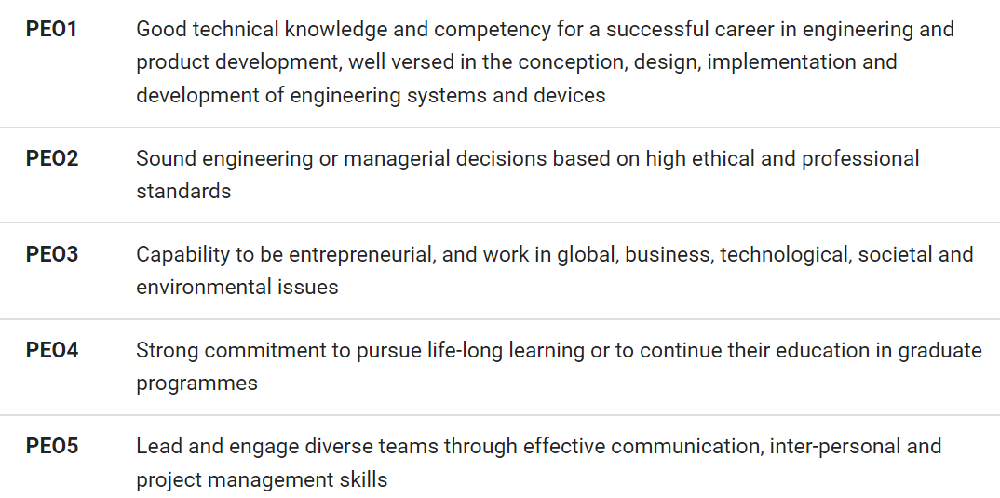 PEO1 Good technical knowledge and competency for a successful career in engineering and
product development, well versed in the conception, design, implementation and
development of engineering systems and devices
PEO2 Sound engineering or managerial decisions based on high ethical and professional
standards
PEO3 Capability to be entrepreneurial, and work in global, business, technological, societal and
environmental issues
PEO4 Strong commitment to pursue life-long learning or to continue their education in graduate
programmes
PEO5 Lead and engage diverse teams through effective communication, inter-personal and
project management skills